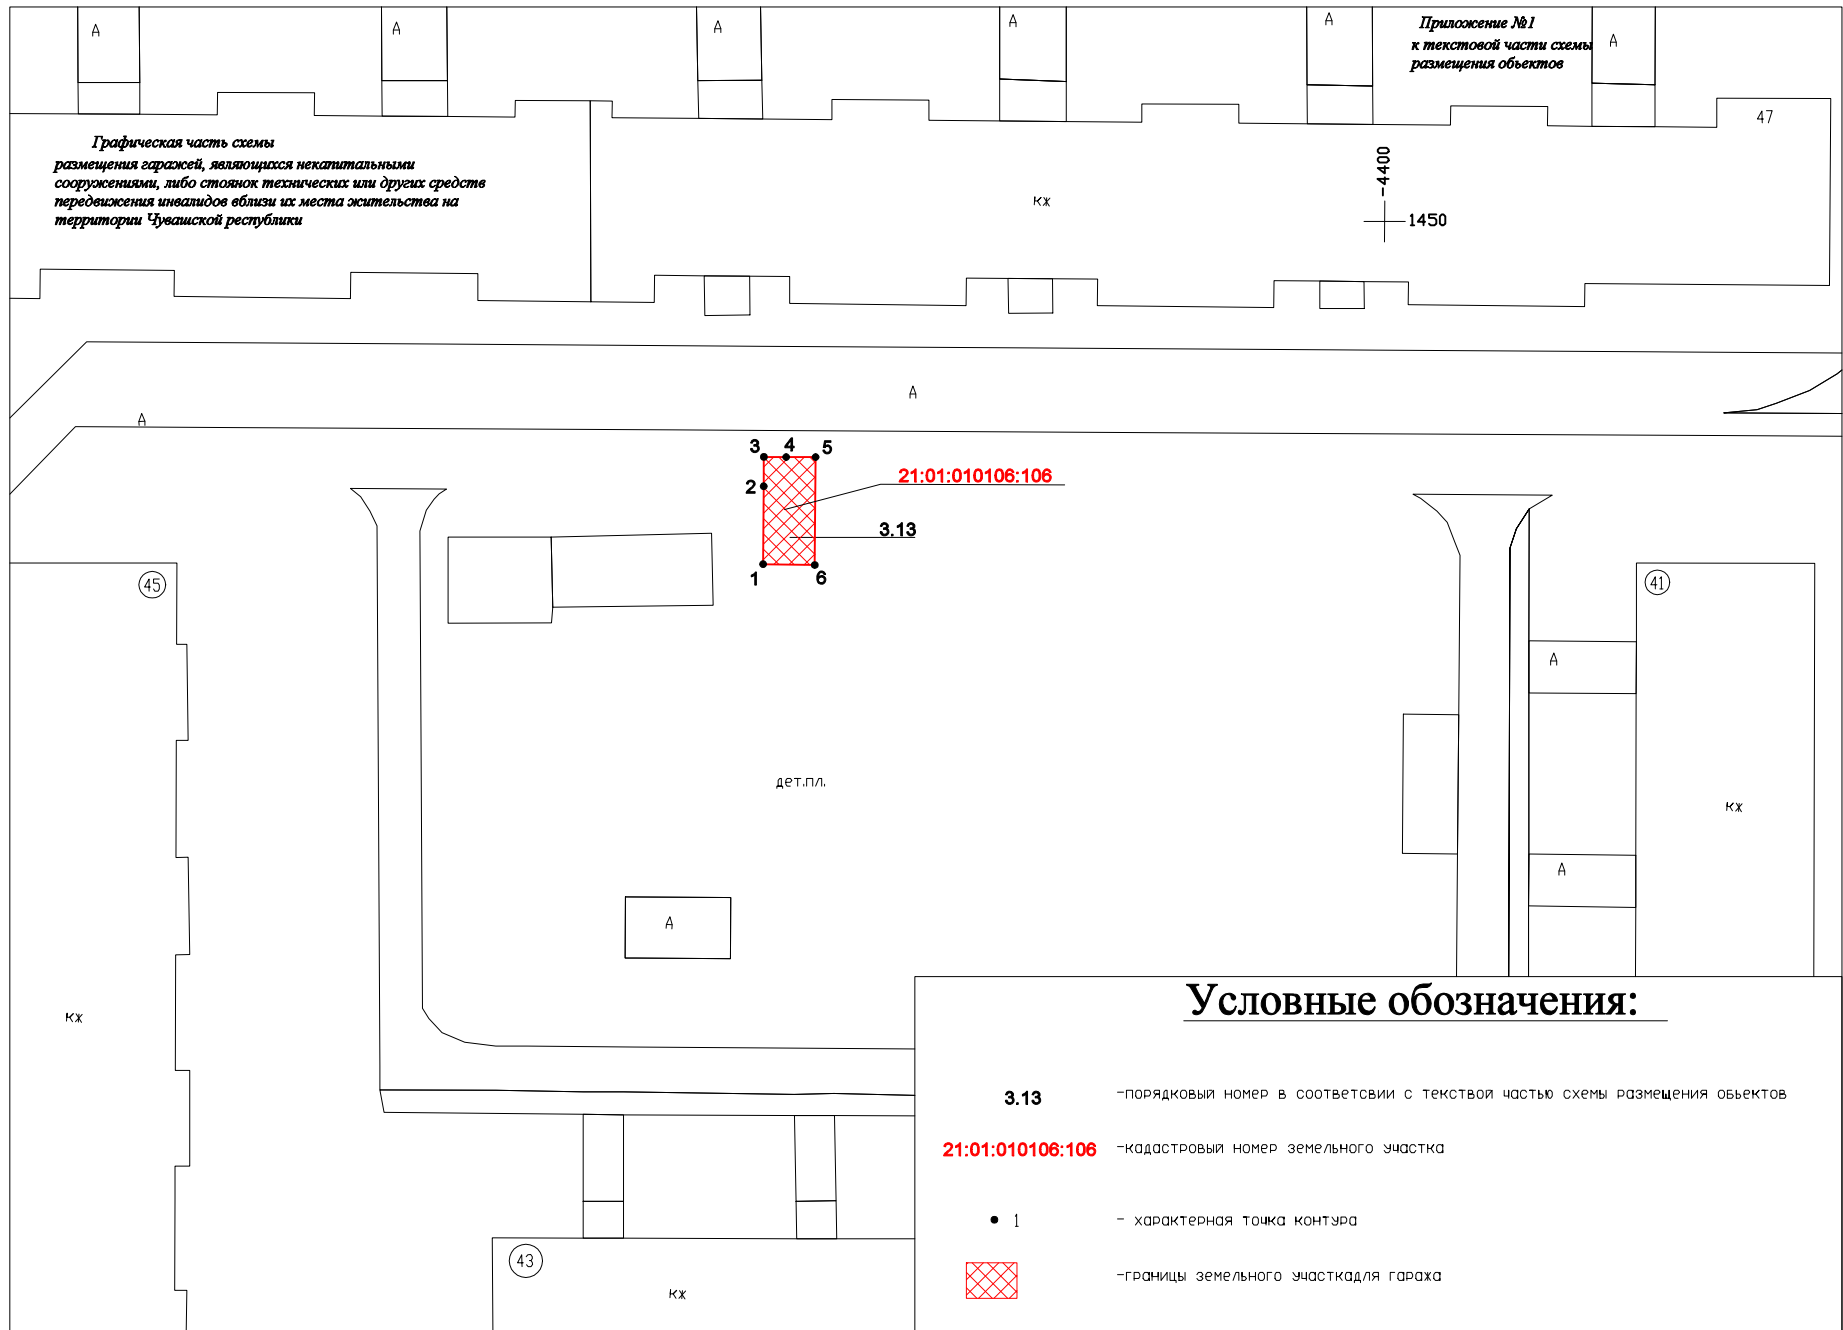 А
А
А
А
А
А
Приложение №1
к текстовой части схемы
размещения обьектов
47
Графическая часть схемы
размещения гаражей, являющихся некапитальными
сооружениями, либо стоянок технических или других средств
передвижения инвалидов вблизи их места жительства на
территории Чувашской республики
-4400
1450
кж
А
А
3
4
5
2
21:01:010106:106
3.13
1
6
45
41
А
дет.пл.
кж
А
А
кж
43
кж
Условные обозначения:
3.13
-порядковый номер в соответсвии с текствой частью схемы размещения обьектов
21:01:010106:106
-кадастровый номер земельного участка
1
- характерная точка контура
-границы земельного участкадля гаража